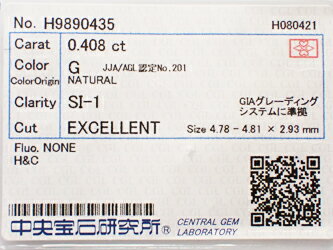 No. H9890435 H080421
Carat 0.408 ct
Color G JJA/AGL認定No.201
ColorOrigin NATURAL
Clarity SI-1 GIAグレーディング
システムに準拠
Cut EXCELLENT Size 4.78 - 4.81 × 2.93 mm
Fluo. NONE
H&C
中央宝石研究所® CENTRAL GEM
LABORATORY